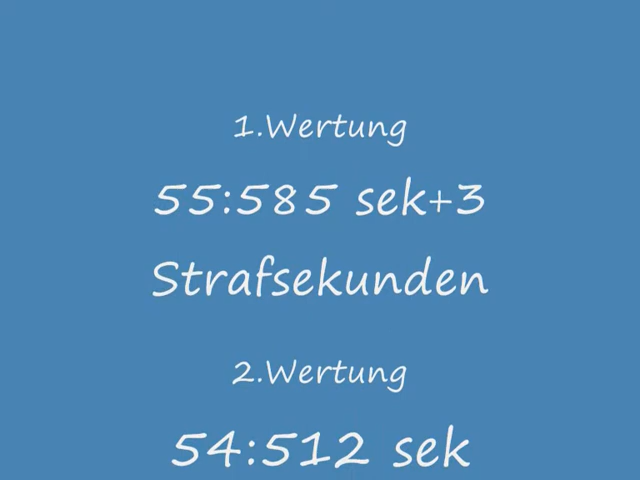 1.Wertung
55:585 sek+3
Strafsekunden
2.Wertung
54:512 sek